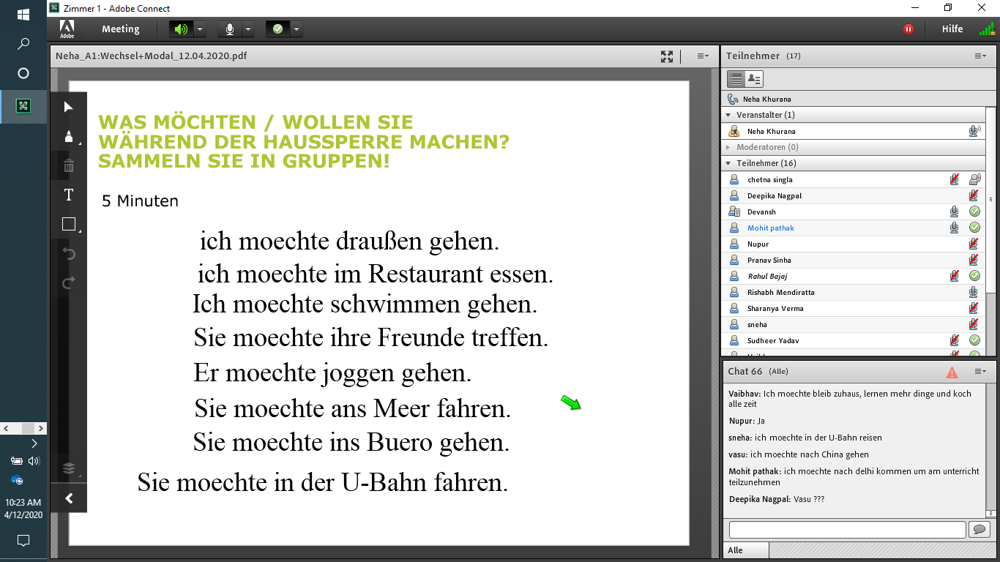 Zimmer 1 - Adobe Connect
Adobe
Meeting
Hilfe
Neha_A1:Wechsel+Modal_12.04.2020.pdf
WAS MÖCHTEN / WOLLEN SIE
WÄHREND DER HAUSSPERRE MACHEN?
SAMMELN SIE IN GRUPPEN!
5 Minuten
ich moechte draußen gehen.
ich moechte im Restaurant essen.
Ich moechte schwimmen gehen.
Sie moechte ihre Freunde treffen.
Er moechte joggen gehen.
Sie moechte ans Meer fahren.
Sie moechte ins Buero gehen.
Sie moechte in der U-Bahn fahren.
T
Teilnehmer (17)
Neha Khurana
Veranstalter (1)
Neha Khurana
Moderatoren (0)
Teilnehmer (16)
chetna singla
Deepika Nagpal
Devansh
Mohit pathak
Nupur
Pranav Sinha
Rahul Bajaj
Rishabh Mendiratta
Sharanya Verma
sneha
Sudheer Yadav
Chat 66 (Alle)
Vaibhav: Ich moechte bleib zuhaus, lernen mehr dinge und koch
alle zeit
Nupur: Ja
sneha: ich moechte in der U-Bahn reisen
vasu: ich moechte nach China gehen
Mohit pathak: ich moechte nach delhi kommen um am unterricht
teilzunehmen
Deepika Nagpal: Vasu ???
Alle
10:23 AM
4/12/2020